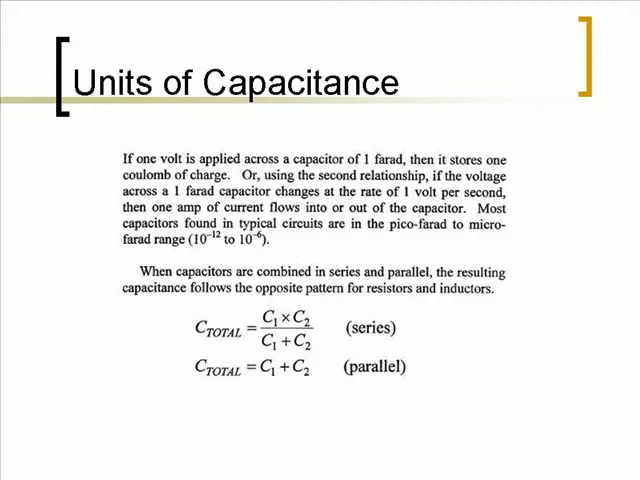 Units of Capacitance
If one volt is applied across a capacitor of 1 farad, then it stores one
coulomb of charge. Or, using the second relationship, if the voltage
across a 1 farad capacitor changes at the rate of 1 volt per second,
then one amp of current flows into or out of the capacitor. Most
capacitors found in typical circuits are in the pico-farad to micro-
farad range (10⁻¹² to 10⁻⁶).
When capacitors are combined in series and parallel, the resulting
capacitance follows the opposite pattern for resistors and inductors.
C_TOTAL = (C₁ × C₂) / (C₁ + C₂) (series)
C_TOTAL = C₁ + C₂ (parallel)